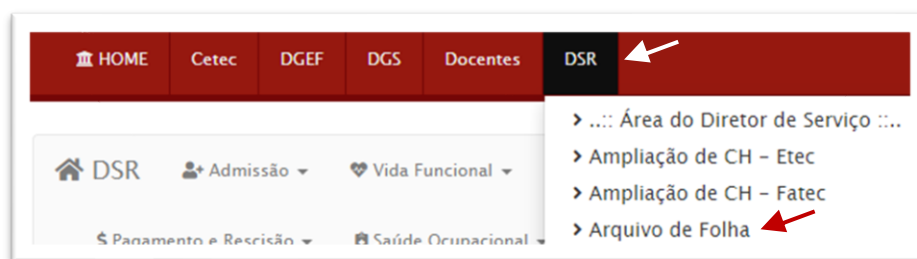 HOME Cetec DGEF DGS Docentes DSR
..:: Área do Diretor de Serviço ::..
Ampliação de CH – Etec
Ampliação de CH – Fatec
Arquivo de Folha
DSR Admissão Vida Funcional
$ Pagamento e Rescisão Saúde Ocupacional